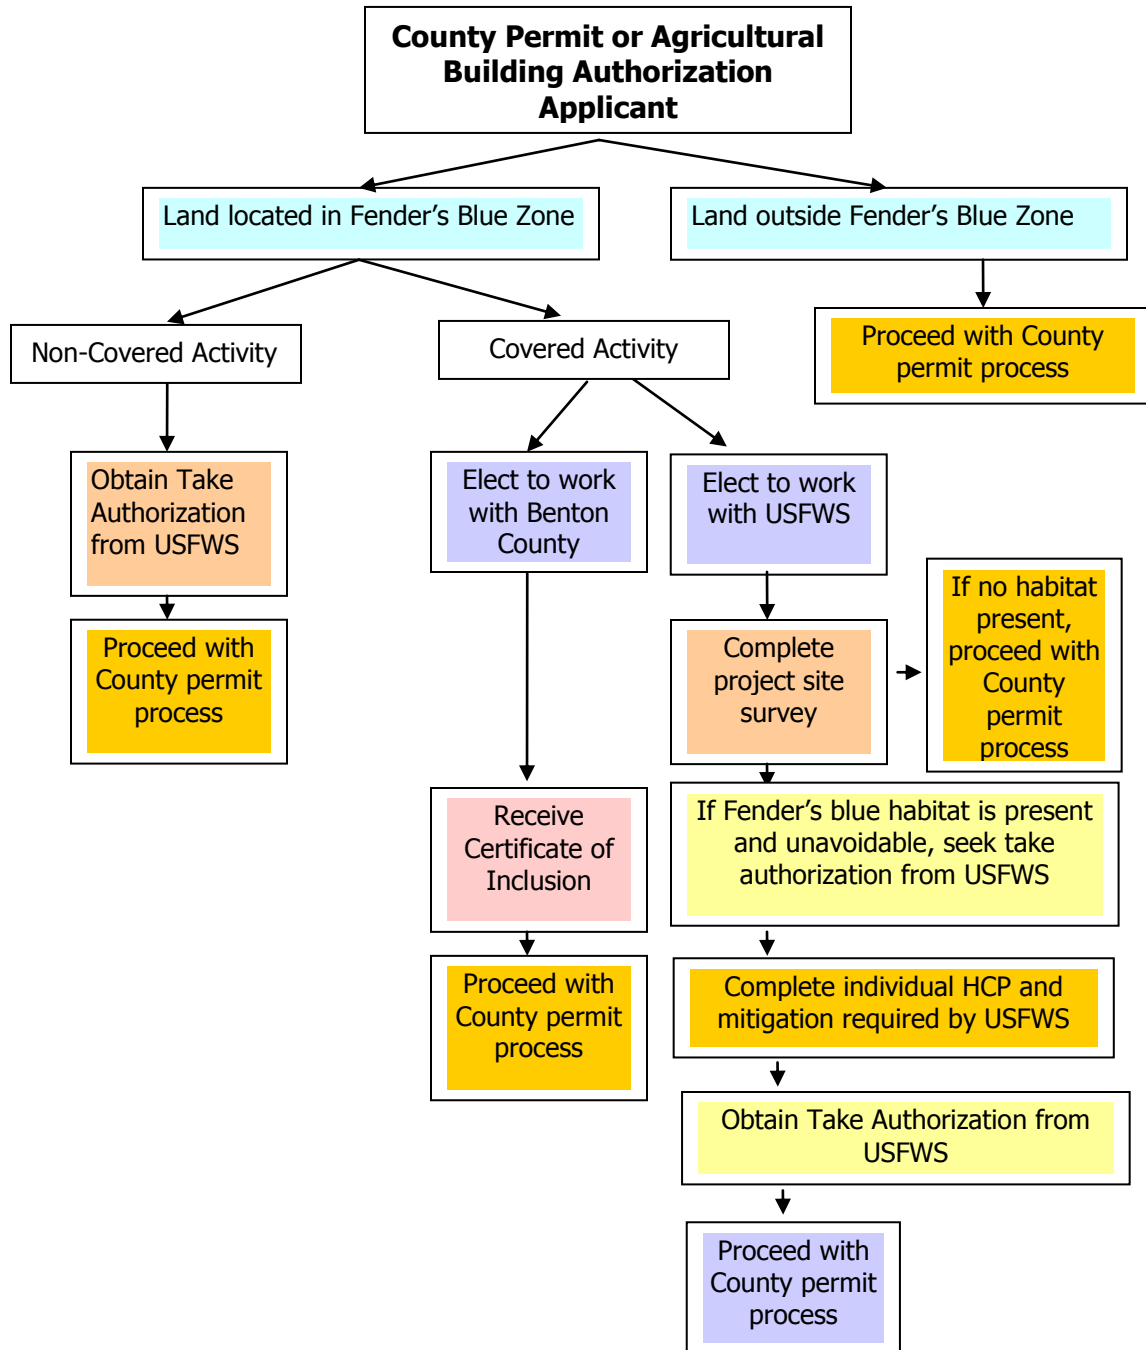 County Permit or Agricultural
Building Authorization
Applicant
Land located in Fender's Blue Zone
Land outside Fender's Blue Zone
Non-Covered Activity
Covered Activity
Proceed with County
permit process
Obtain Take
Authorization
from USFWS
Elect to work
with Benton
County
Elect to work
with USFWS
If no habitat
present,
proceed with
County
permit
process
Proceed with
County permit
process
Complete
project site
survey
Receive
Certificate of
Inclusion
If Fender's blue habitat is present
and unavoidable, seek take
authorization from USFWS
Proceed with
County permit
process
Complete individual HCP and
mitigation required by USFWS
Obtain Take Authorization from
USFWS
Proceed with
County permit
process